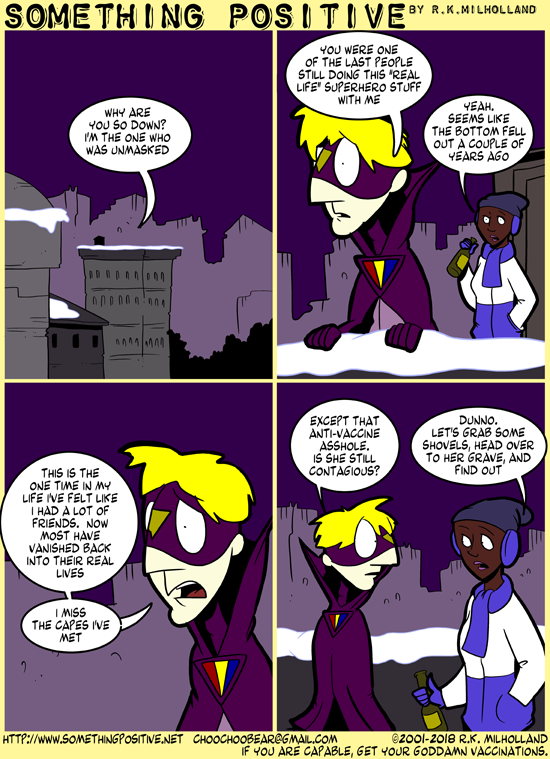 SOMETHING POSITIVE BY R.K.MILHOLLAND
WHY ARE
YOU SO DOWN?
I'M THE ONE WHO
WAS UNMASKED
YOU WERE ONE
OF THE LAST PEOPLE
STILL DOING THIS "REAL
LIFE" SUPERHERO STUFF
WITH ME
YEAH.
SEEMS LIKE
THE BOTTOM FELL
OUT A COUPLE OF
YEARS AGO
THIS IS THE
ONE TIME IN MY
LIFE I'VE FELT LIKE
I HAD A LOT OF
FRIENDS. NOW
MOST HAVE
VANISHED BACK
INTO THEIR REAL
LIVES
I MISS
THE CAPES I'VE
MET
EXCEPT THAT
ANTI-VACCINE
ASSHOLE.
IS SHE STILL
CONTAGIOUS?
DUNNO.
LET'S GRAB SOME
SHOVELS, HEAD OVER
TO HER GRAVE, AND
FIND OUT
HTTP://WWW.SOMETHINGPOSITIVE.NET CHOOCHOOBEAR@GMAIL.COM ©2001-2018 R.K. MILHOLLAND
IF YOU ARE CAPABLE, GET YOUR GODDAMN VACCINATIONS.